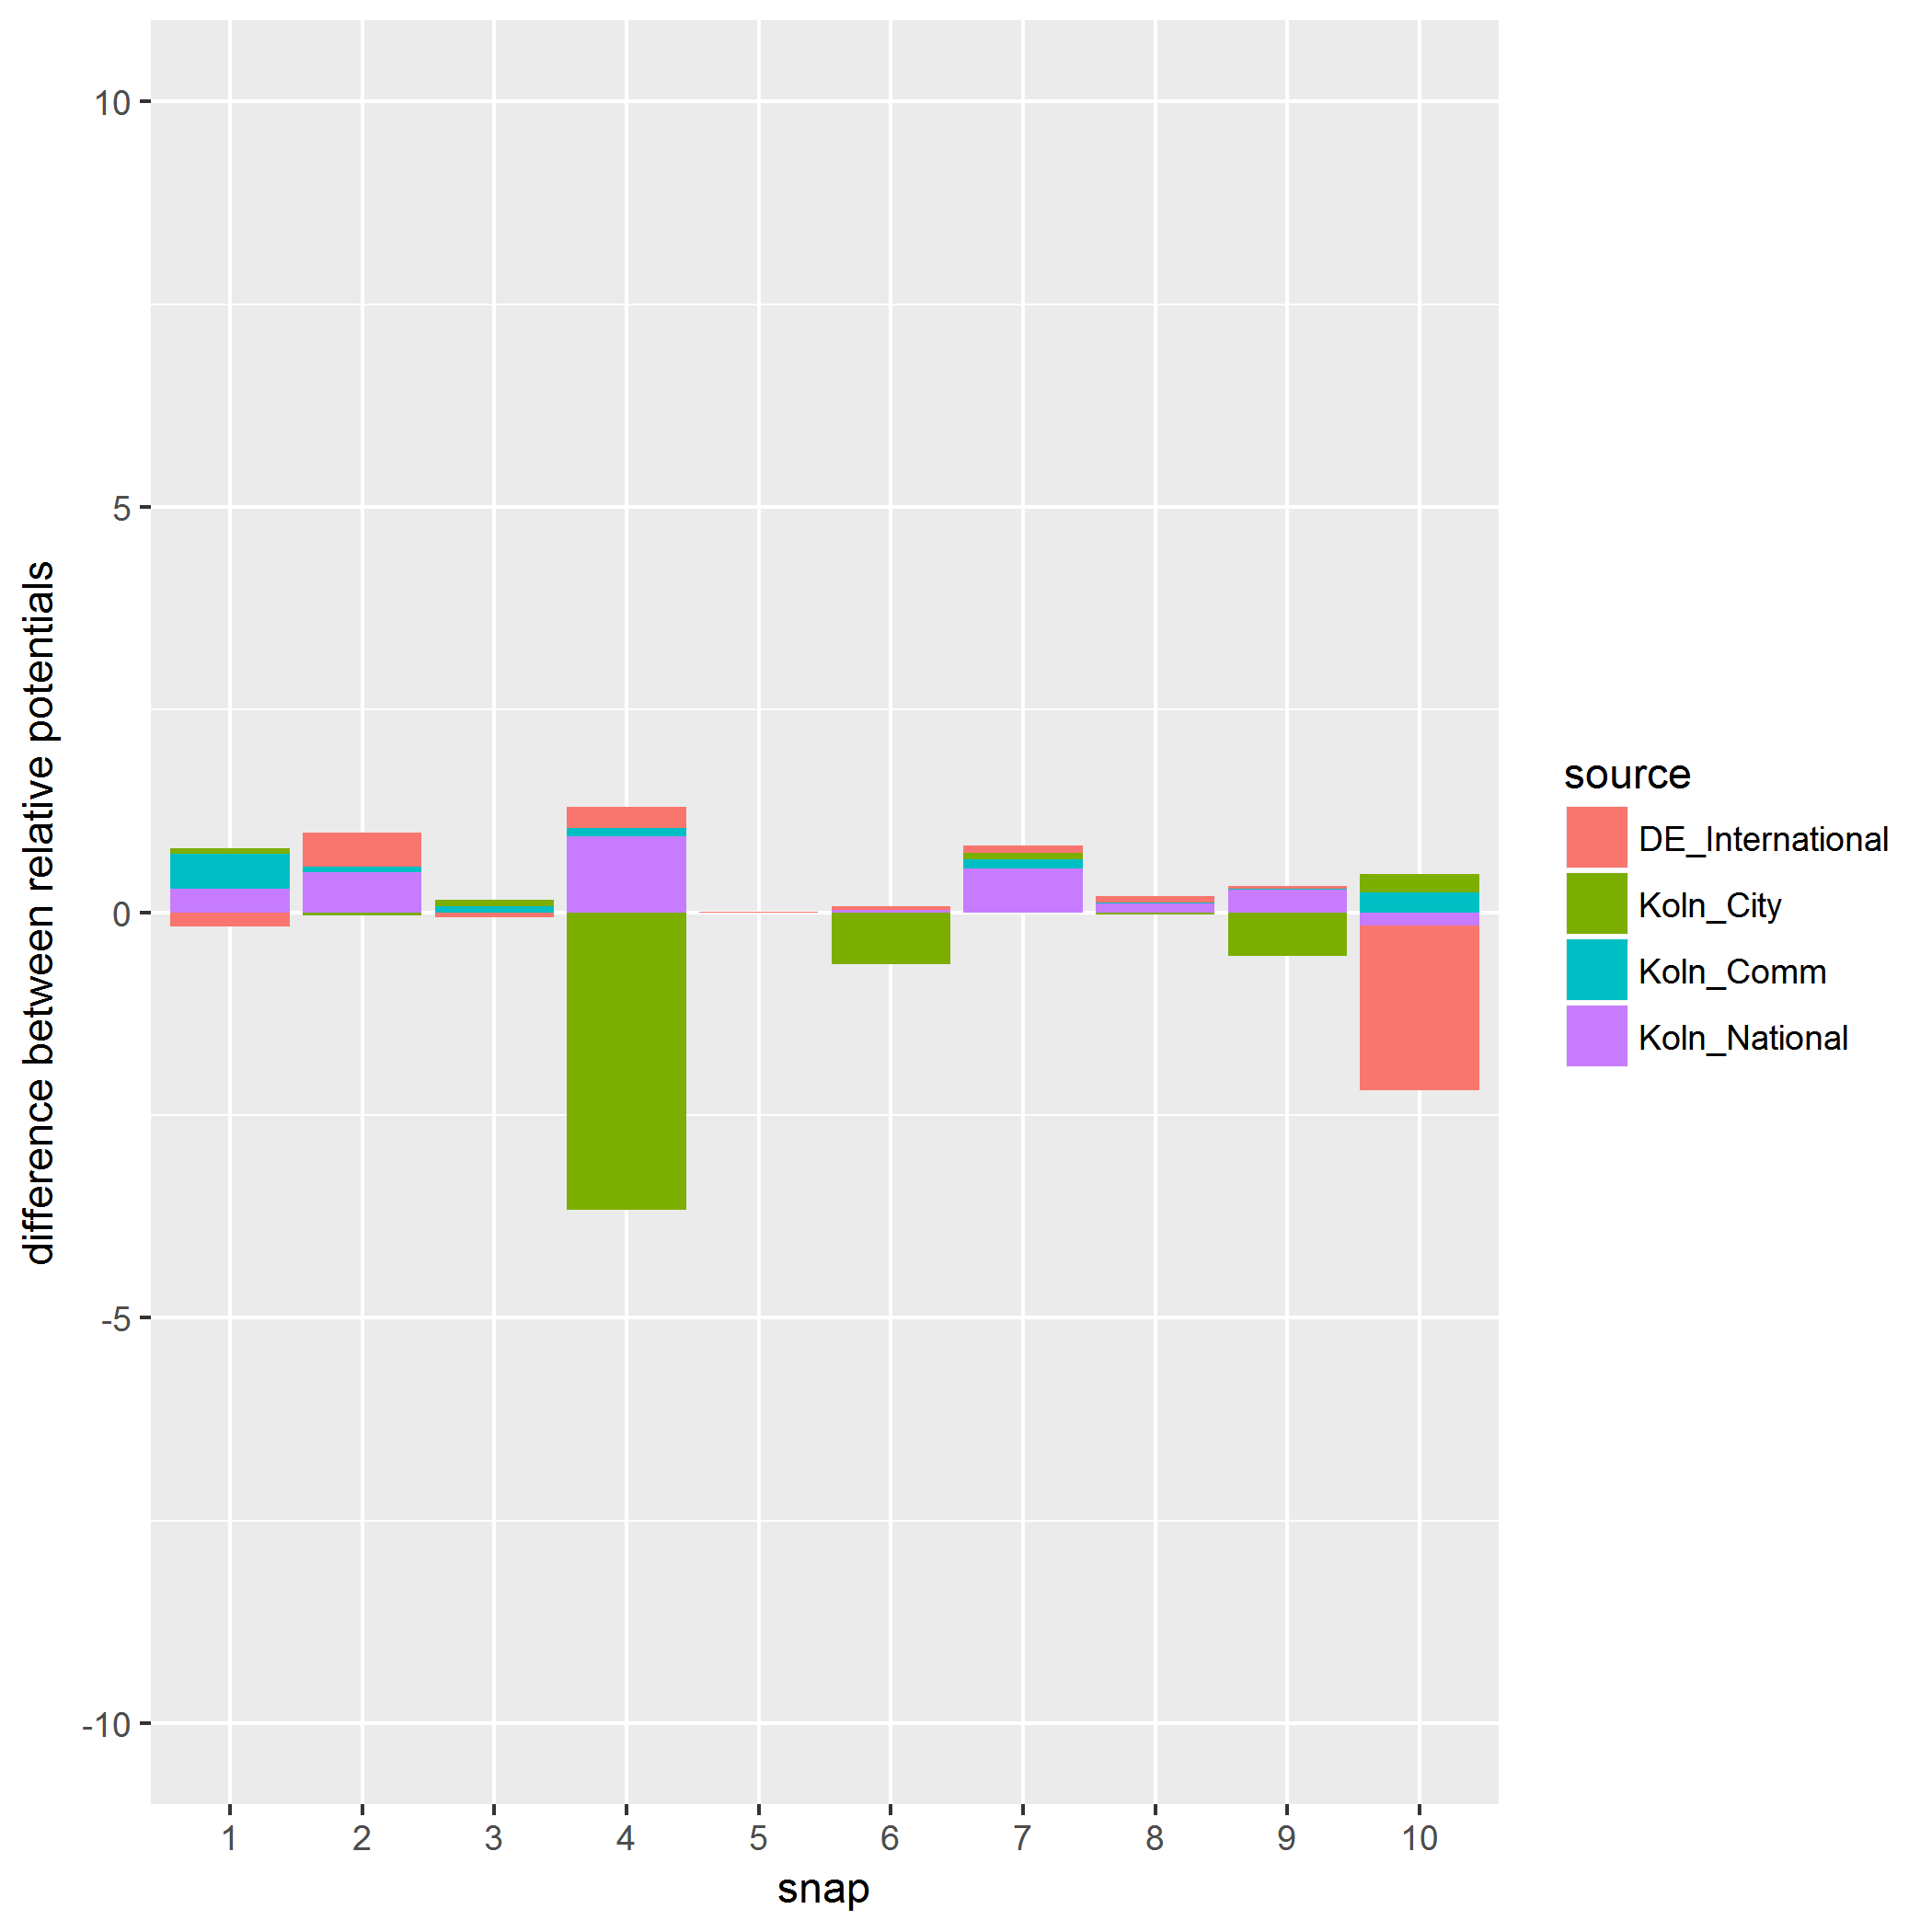 difference between relative potentials
10
5
0
-5
-10
1 2 3 4 5 6 7 8 9 10
snap
source
DE_International
Koln_City
Koln_Comm
Koln_National